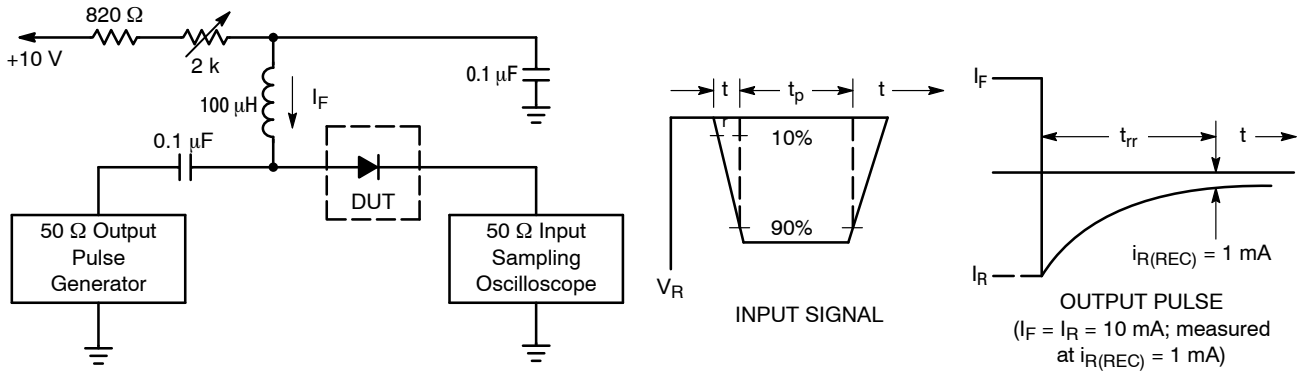 820 Ω
+10 V
2 k
0.1 μF
100 μH
I_F
0.1 μF
DUT
50 Ω Output
Pulse
Generator
50 Ω Input
Sampling
Oscilloscope
t_r
t_p
t
10%
90%
V_R
INPUT SIGNAL
I_F
t_rr
t
i_R(REC) = 1 mA
I_R
OUTPUT PULSE
(I_F = I_R = 10 mA; measured
at i_R(REC) = 1 mA)